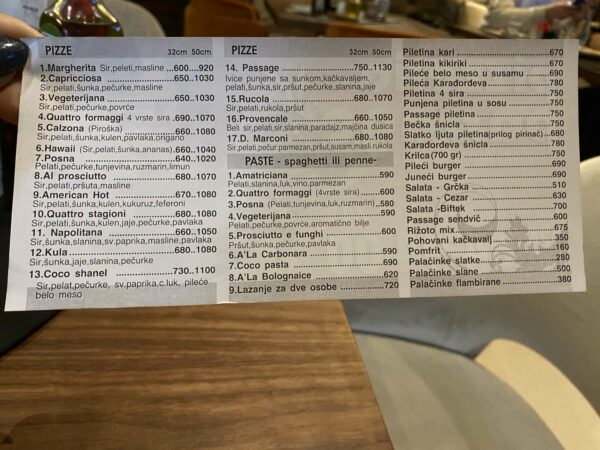 PIZZE 32cm 50cm
1.Margherita Sir,peleti,masline ....600....920
2.Capricciosa ....650..1030
Sir,pelati,šunka,pečurke,masline
3.Vegeterijana ....650..1030
Sir,pelati,pečurke,povrće
4.Quattro formaggi 4 vrste sira ..690..1070
5.Calzona (Piroška) ....660..1080
Sir,pelati,šunka,kulen,pavlaka,origano
6.Hawaii (Sir,pelati,šunka,ananas)..660..1040
7.Posna ....640..1020
Pelati,pečurke,tunjevina,ruzmarin,limun
8.Al prosciutto ....670..1080
Sir,pelati,pršuta,masline
9.American Hot ....670..1080
Sir,pelati,šunka,kulen,kukuruz,feferoni
10.Quattro stagioni ....680..1080
Sir,pelati,šunka,kulen,jaje,pečurke,pavlaka
11. Napolitana ....660..1050
Sir,šunka,slanina,sv.paprika,masline,pavlaka
12.Kula ....680..1080
Sir,šunka,jaje,slanina,pečurke
13.Coco shanel ....730..1100
Sir,pelat,pečurke, sv.paprika,c.luk, pileće
belo meso
PIZZE 32cm 50cm
14. Passage ....750..1130
Ivice punjene sa sunkom,kačkavaljem,
pelati,šunka,sir,pršut,pečurke,slanina,jaje
15.Rucola ....680..1070
Sir,pelati,rukola,pršut
16.Provencale ....660..1050
Beli sir,pelati,sir,slanina,paradajz,majčina dusica
17.D. Marconi ....680..1080
Sir,pelati,pečur parmezan,pršut,susam,masl.rukola
PASTE - spaghetti ili penne-
1.Amatriciana ....590
Pelati,slanina,luk,vino,parmezan
2.Quattro formaggi (4vrste sira) ....600
3.Posna (Pelati,tunjevina,luk,ruzmarin) ....580
4.Vegeterijana ....590
Pelati,pečurke,povrce,aromatično bilje
5.Prosciutto e funghi ....600
Pršut,šunka,pečurke,pavlaka
6.A'La Carbonara ....590
7.Coco pasta ....690
8.A'La Bolognaice ....620
9.Lazanje za dve osobe ....720
Piletina kari ....670
Piletina kikiriki ....670
Pileće belo meso u susamu ....690
Pileća Karadordeva ....780
Piletina 4 sira ....750
Punjena piletina u sosu ....750
Passage piletina ....750
Bečka šnicla ....750
Slatko ljuta piletina(prilog pirinač)....680
Karadordeva šnicla ....780
Krilca(700 gr) ....750
Pileći burger ....690
Juneći burger ....690
Salata - Grčka ....510
Salata - Cezar ....630
Salata -Biftek ....700
Passage sendvič ....600
Rižoto mix ....675
Pohovani kačkavalj ....350
Pomfrit ....160
Palačinke slatke ....280
Palačinke slane ....500
Palačinke flambirane ....380